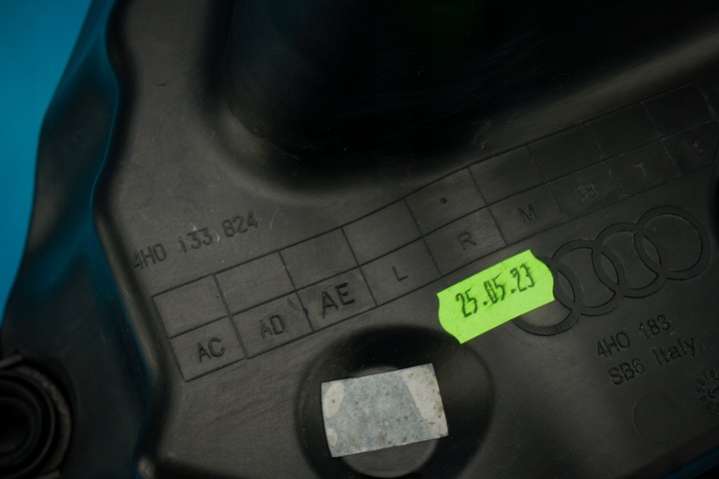 4H0 133 824
AC AD AE L R M B T
25.05.23
4H0 183
SB6 Italy